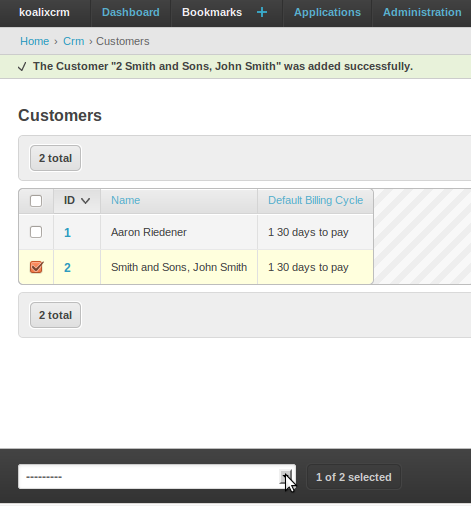 koalixcrm Dashboard Bookmarks + Applications Administration
Home › Crm › Customers
✓ The Customer "2 Smith and Sons, John Smith" was added successfully.
Customers
2 total
ID Name Default Billing Cycle
1 Aaron Riedener 1 30 days to pay
2 Smith and Sons, John Smith 1 30 days to pay
2 total
--------- 1 of 2 selected